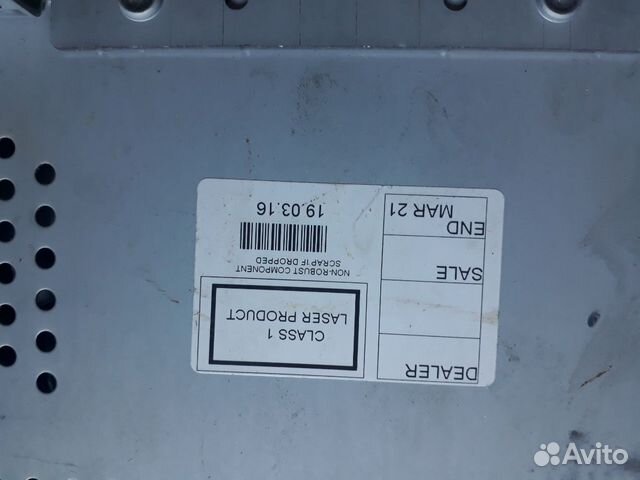 DEALER
SALE
END
MAR 21
CLASS 1
LASER PRODUCT
NON-ROBUST COMPONENT
SCRAP IF DROPPED
19.03.16
Avito